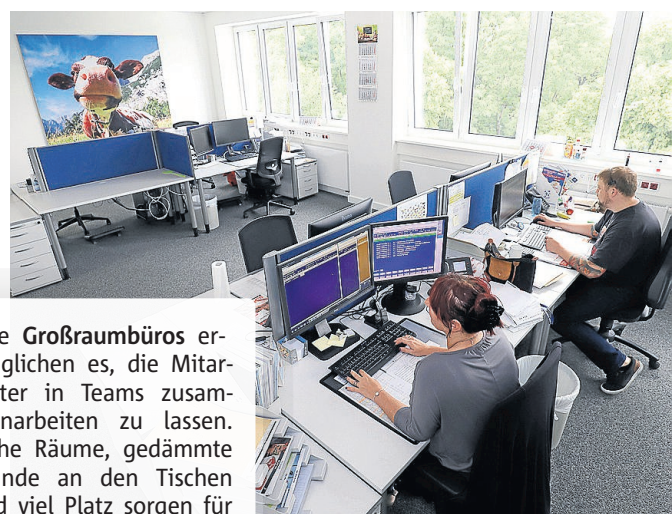 e Großraumbüros er-
glichen es, die Mitar-
ter in Teams zusam-
narbeiten zu lassen.
he Räume, gedämmte
nde an den Tischen
d viel Platz sorgen für